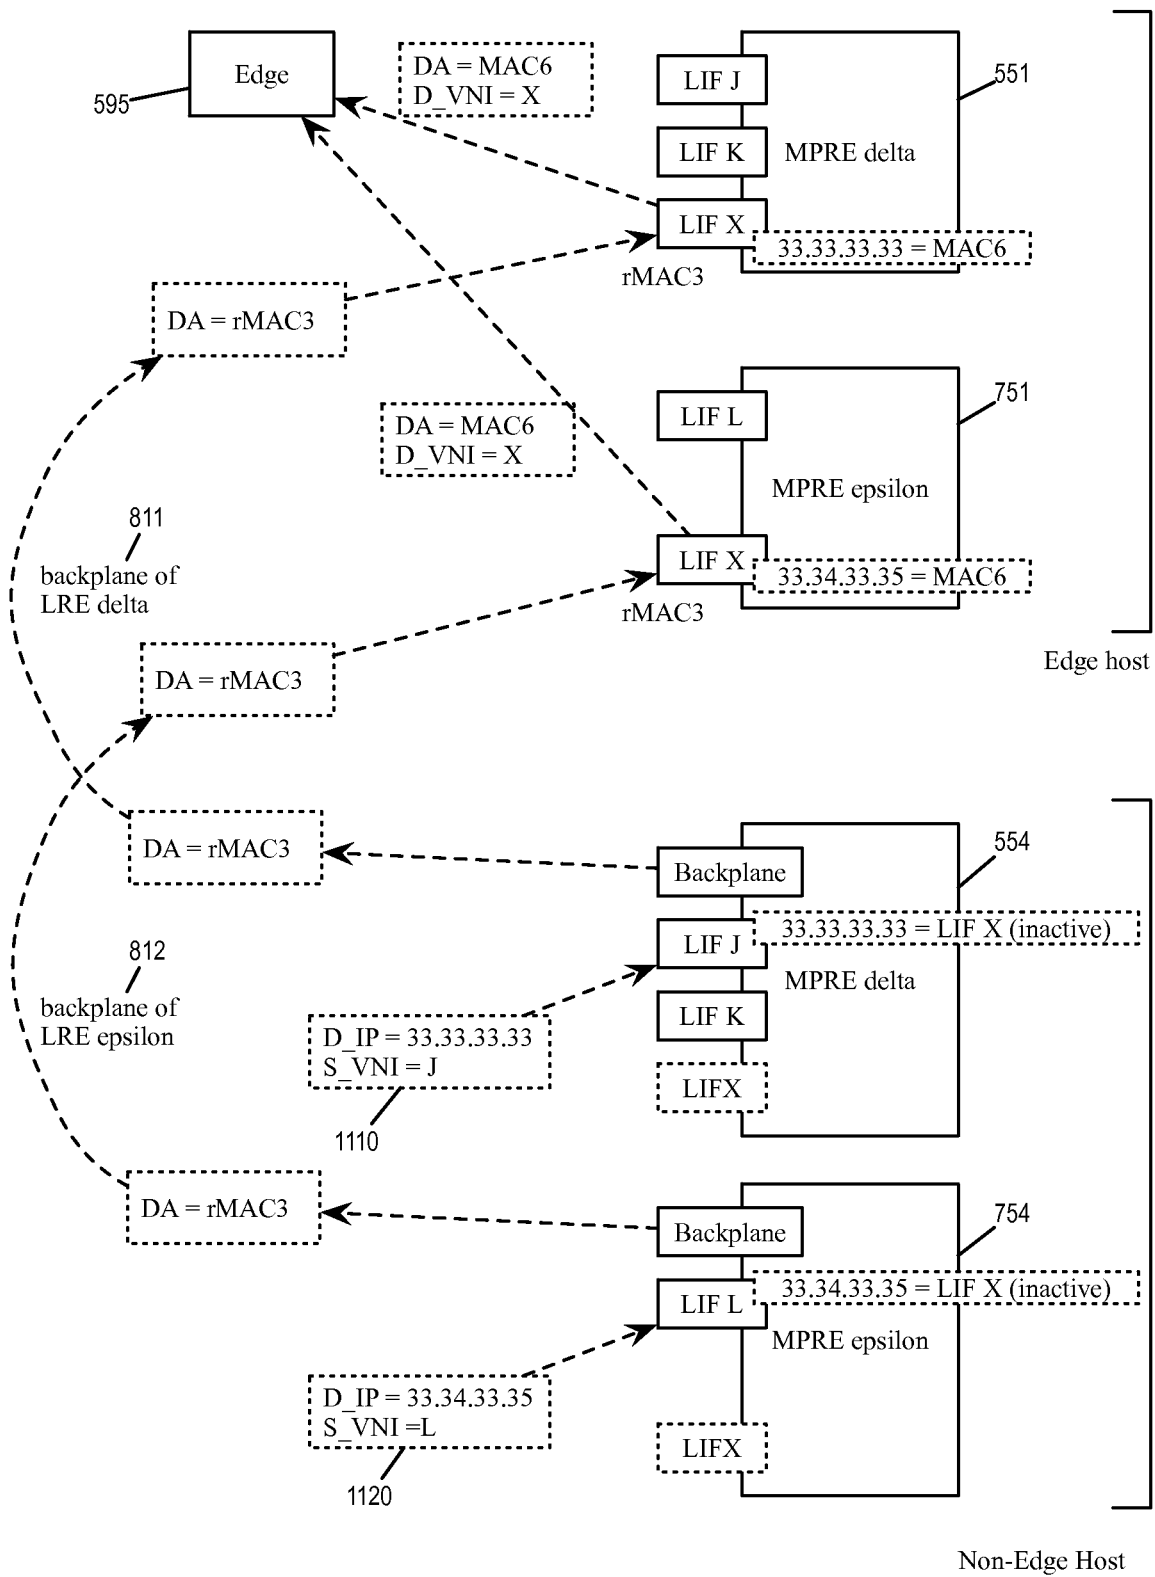 Edge
595
DA = MAC6
D_VNI = X
LIF J
551
LIF K
MPRE delta
LIF X
33.33.33.33 = MAC6
rMAC3
DA = rMAC3
751
LIF L
DA = MAC6
D_VNI = X
MPRE epsilon
811
backplane of
LRE delta
LIF X
33.34.33.35 = MAC6
rMAC3
Edge host
DA = rMAC3
DA = rMAC3
Backplane
554
33.33.33.33 = LIF X (inactive)
LIF J
MPRE delta
812
backplane of
LRE epsilon
LIF K
D_IP = 33.33.33.33
S_VNI = J
LIFX
1110
DA = rMAC3
Backplane
754
33.34.33.35 = LIF X (inactive)
LIF L
MPRE epsilon
D_IP = 33.34.33.35
S_VNI =L
LIFX
1120
Non-Edge Host